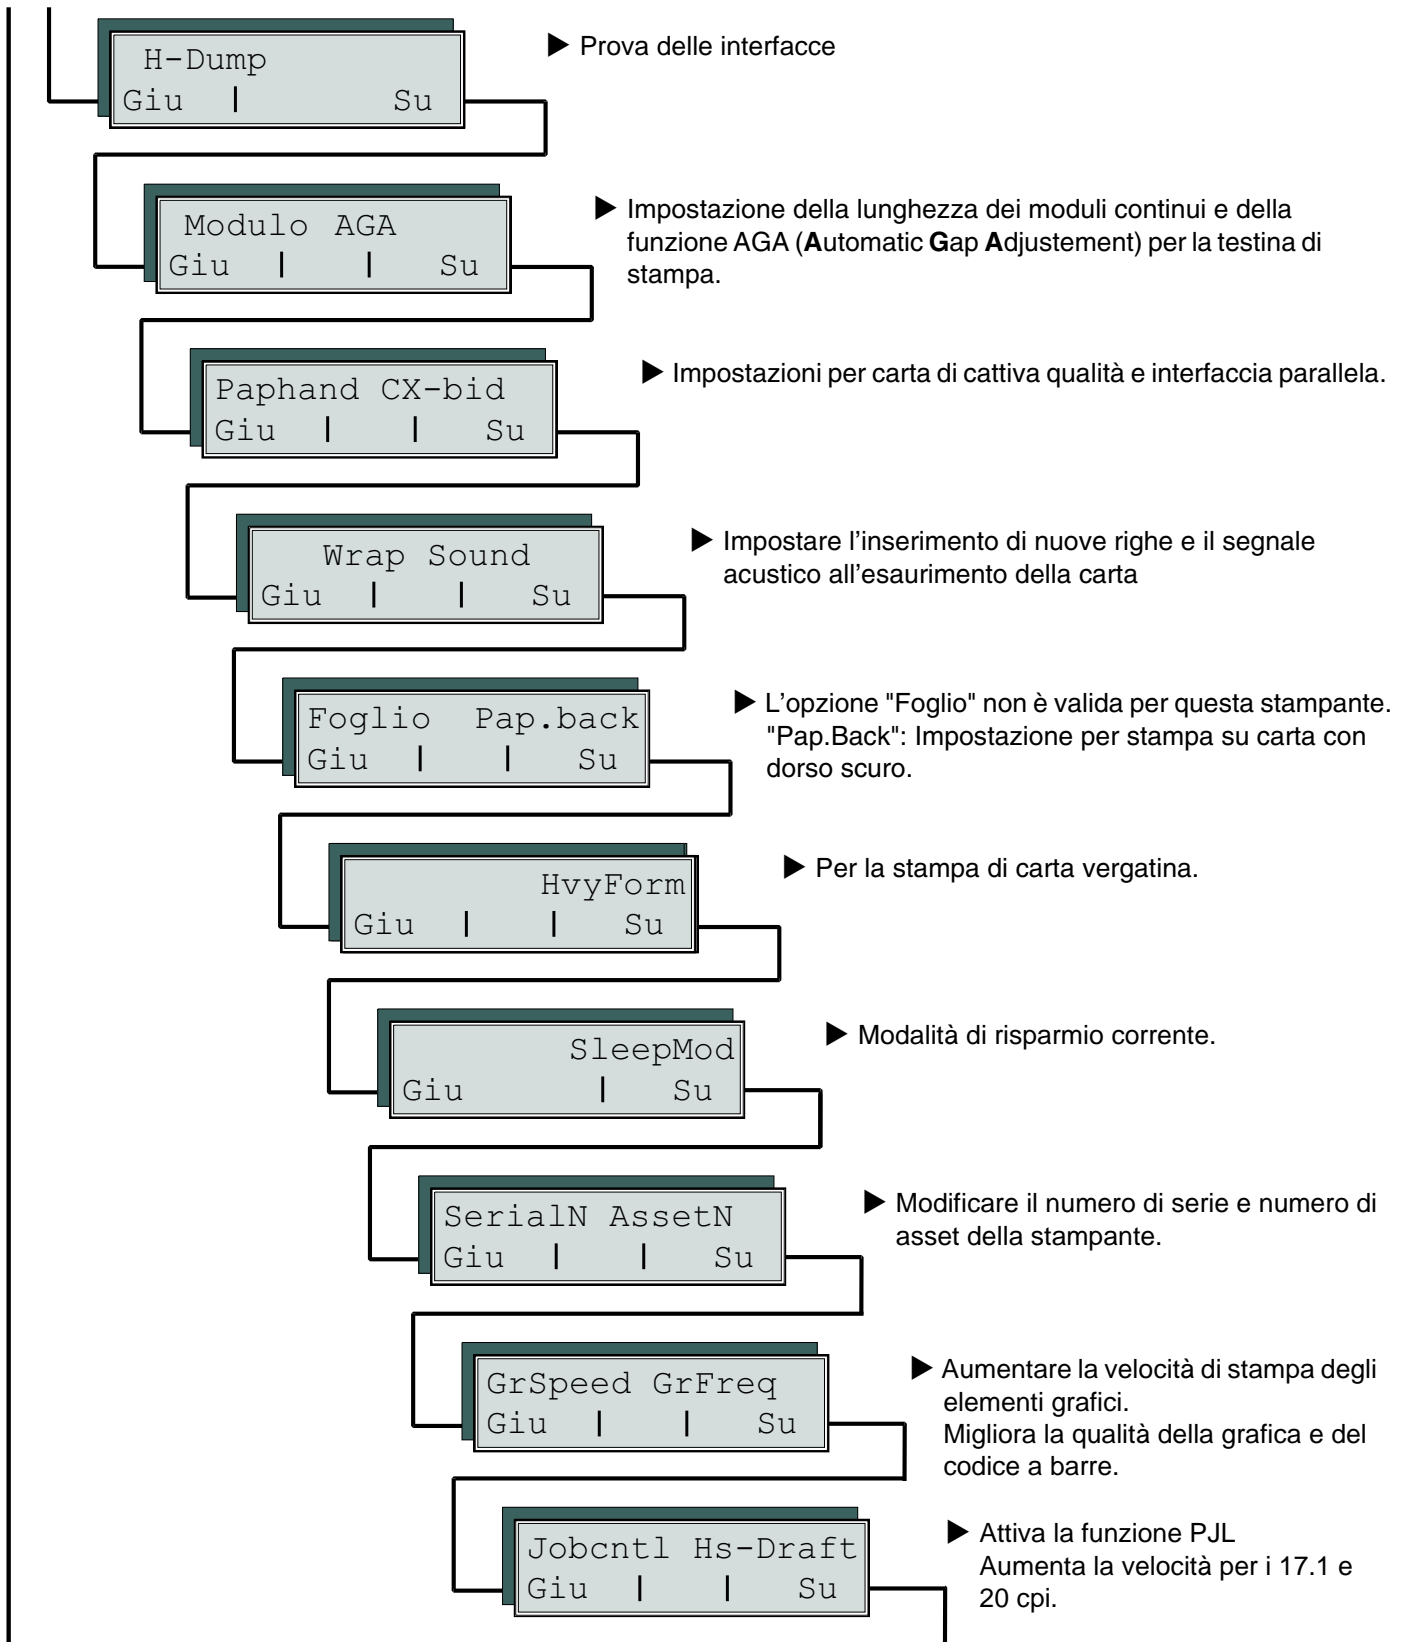 H-Dump
Giu | Su
▶ Prova delle interfacce
Modulo AGA
Giu | | Su
▶ Impostazione della lunghezza dei moduli continui e della
funzione AGA (Automatic Gap Adjustement) per la testina di
stampa.
Paphand CX-bid
Giu | | Su
▶ Impostazioni per carta di cattiva qualità e interfaccia parallela.
Wrap Sound
Giu | | Su
▶ Impostare l'inserimento di nuove righe e il segnale
acustico all'esaurimento della carta
Foglio Pap.back
Giu | | Su
▶ L'opzione "Foglio" non è valida per questa stampante.
"Pap.Back": Impostazione per stampa su carta con
dorso scuro.
HvyForm
Giu | | Su
▶ Per la stampa di carta vergatina.
SleepMod
Giu | Su
▶ Modalità di risparmio corrente.
SerialN AssetN
Giu | | Su
▶ Modificare il numero di serie e numero di
asset della stampante.
GrSpeed GrFreq
Giu | | Su
▶ Aumentare la velocità di stampa degli
elementi grafici.
Migliora la qualità della grafica e del
codice a barre.
Jobcntl Hs-Draft
Giu | | Su
▶ Attiva la funzione PJL
Aumenta la velocità per i 17.1 e
20 cpi.